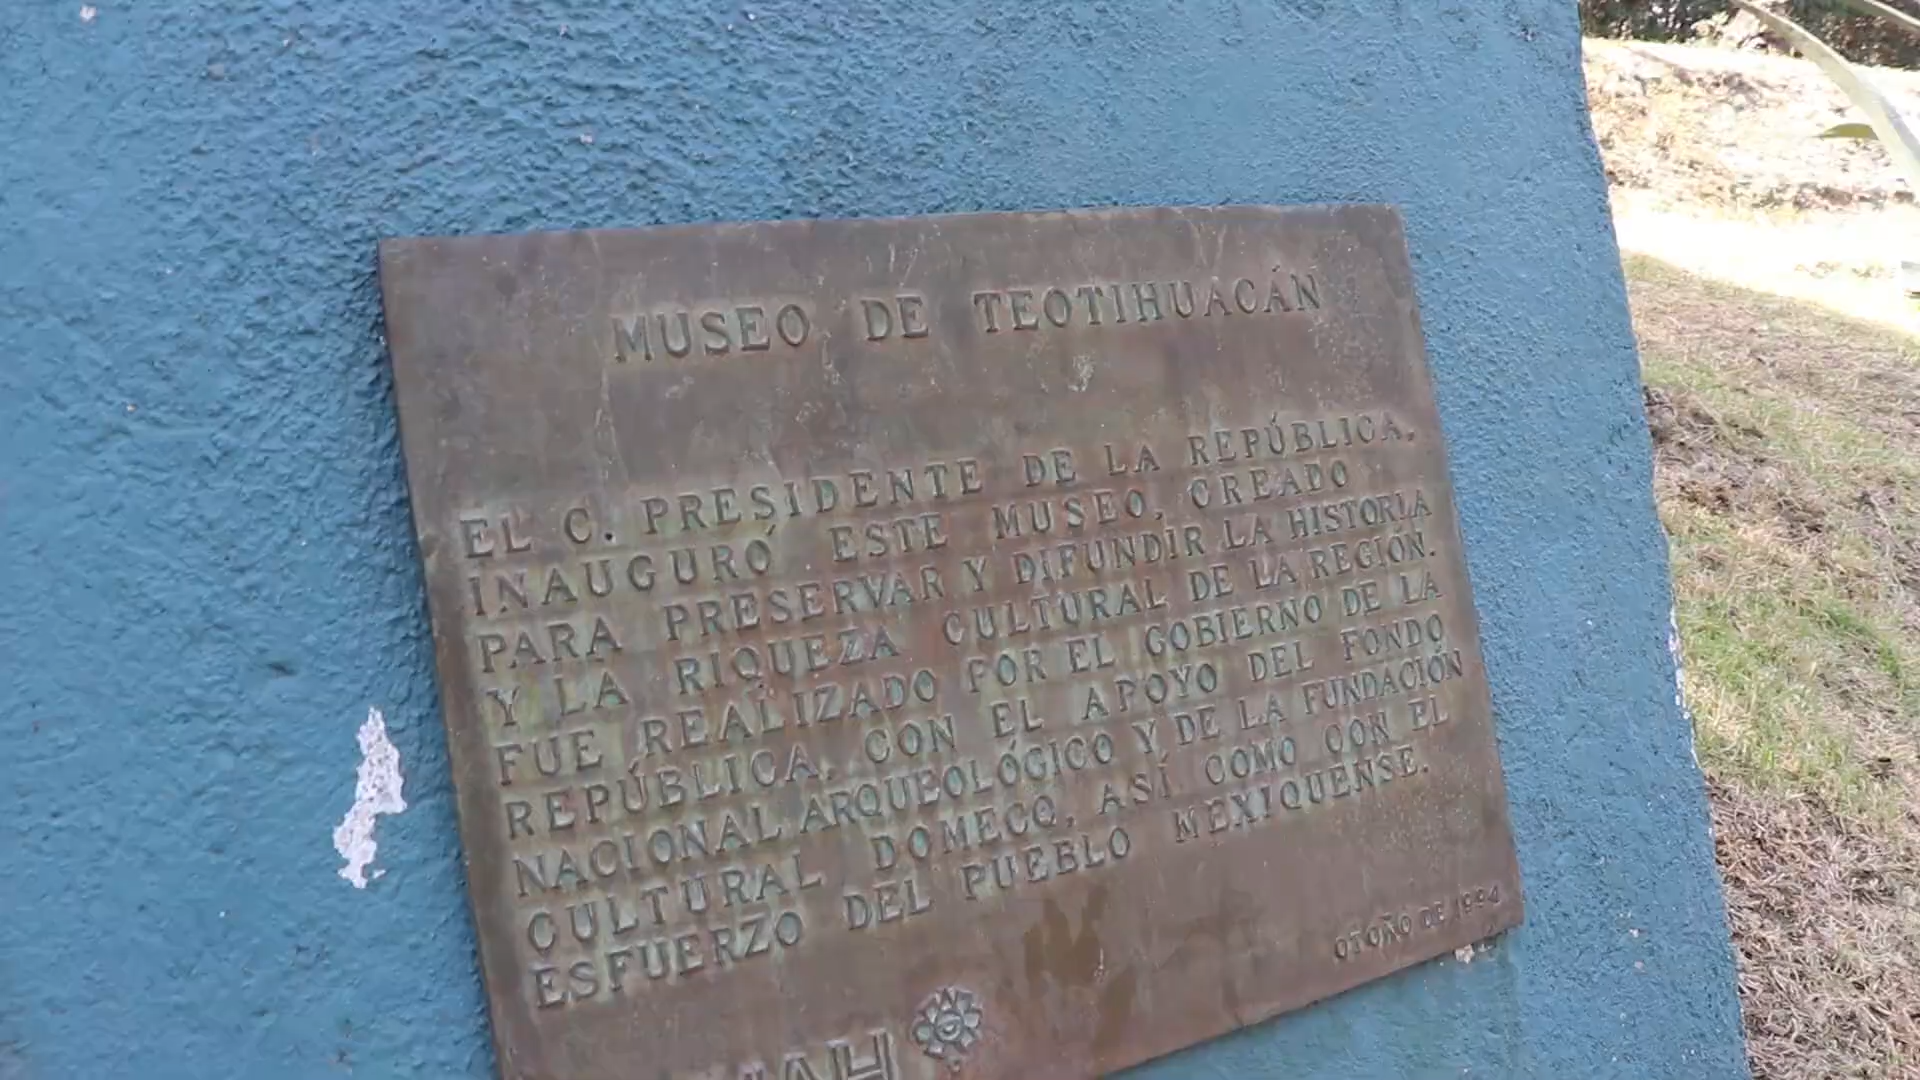 MUSEO DE TEOTIHUACÁN
EL C. PRESIDENTE DE LA REPÚBLICA,
INAUGURÓ ESTE MUSEO, CREADO
PARA PRESERVAR Y DIFUNDIR LA HISTORIA
Y LA RIQUEZA CULTURAL DE LA REGIÓN.
FUE REALIZADO POR EL GOBIERNO DE LA
REPÚBLICA, CON EL APOYO DEL FONDO
NACIONAL ARQUEOLÓGICO Y DE LA FUNDACIÓN
CULTURAL DOMECQ, ASÍ COMO CON EL
ESFUERZO DEL PUEBLO MEXIQUENSE.
OTOÑO DE 1994